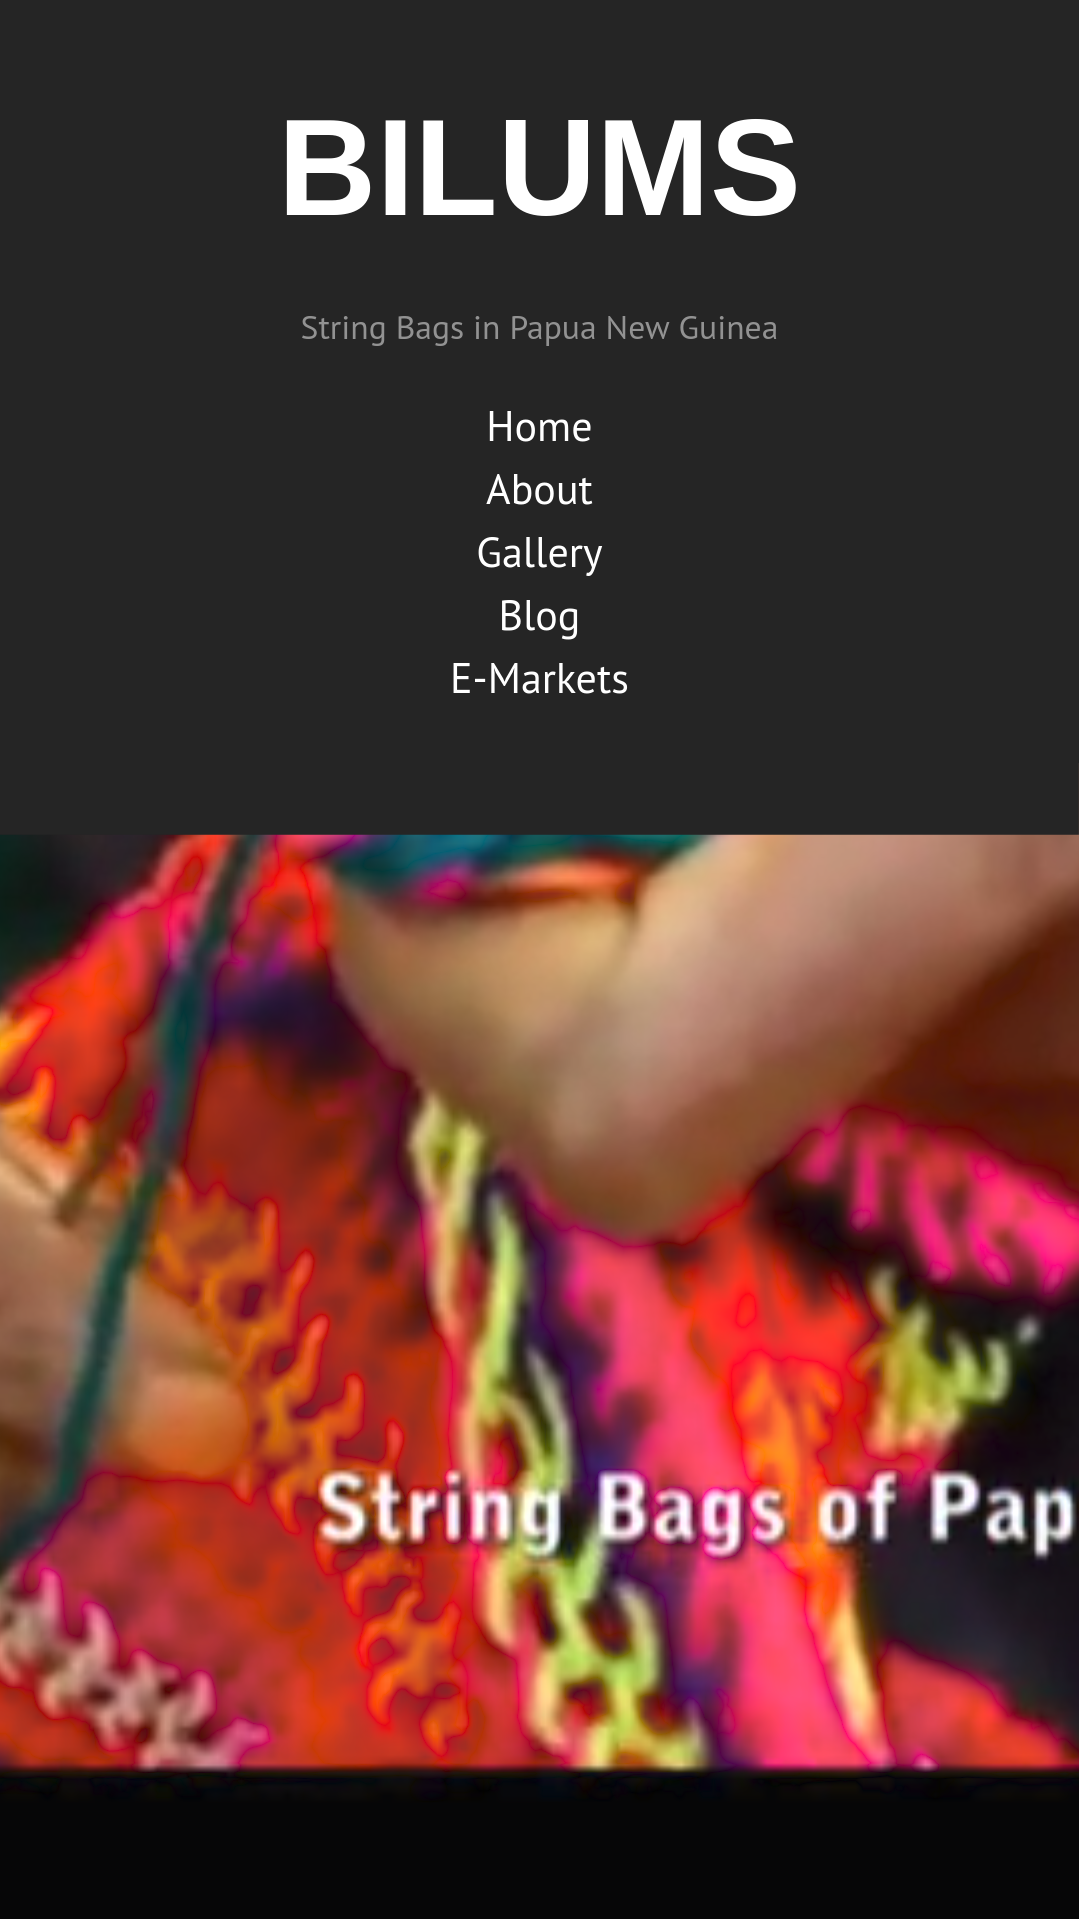 BILUMS
String Bags in Papua New Guinea
Home
About
Gallery
Blog
E-Markets
String Bags of Pap